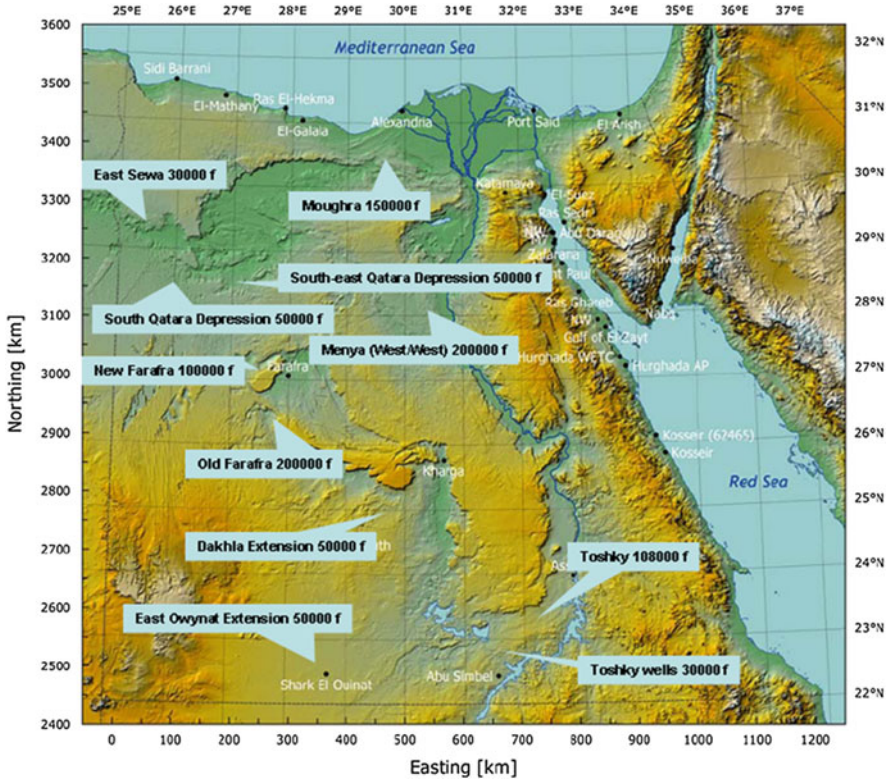 25°E 26°E 27°E 28°E 29°E 30°E 31°E 32°E 33°E 34°E 35°E 36°E 37°E
3600
3500
3400
3300
3200
3100
3000
2900
2800
2700
2600
2500
2400
Northing [km]
32°N
31°N
30°N
29°N
28°N
27°N
26°N
25°N
24°N
23°N
22°N
Mediterranean Sea
Sidi Barrani
El-Mathany
Ras El-Hekma
El-Galala
Alexandria
Port Said
El Arish
East Sewa 30000 f
Moughra 150000 f
Katamaya
El-Suez
Ras Sedr
NW
Abu Darag
Zafarana
Nuweiba
South-east Qatara Depression 50000 f
nt Paul
South Qatara Depression 50000 f
Ras Ghareb
NW
Nabq
Menya (West/West) 200000 f
Gulf of El-Zayt
Hurghada WETC
Hurghada AP
New Farafra 100000 f
Farafra
Kosseir (62465)
Kosseir
Old Farafra 200000 f
Kharga
Red Sea
Dakhla Extension 50000 f
uth
Toshky 108000 f
Ass
East Owynat Extension 50000 f
Shark El Ouinat
Abu Simbel
Toshky wells 30000 f
0 100 200 300 400 500 600 700 800 900 1000 1200
Easting [km]